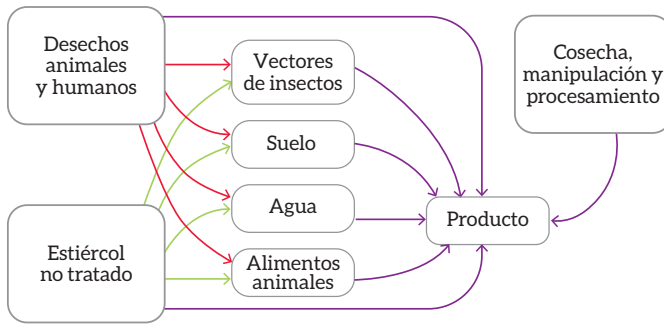 Desechos
animales
y humanos
Vectores
de insectos
Cosecha,
manipulación y
procesamiento
Suelo
Agua
Producto
Estiércol
no tratado
Alimentos
animales